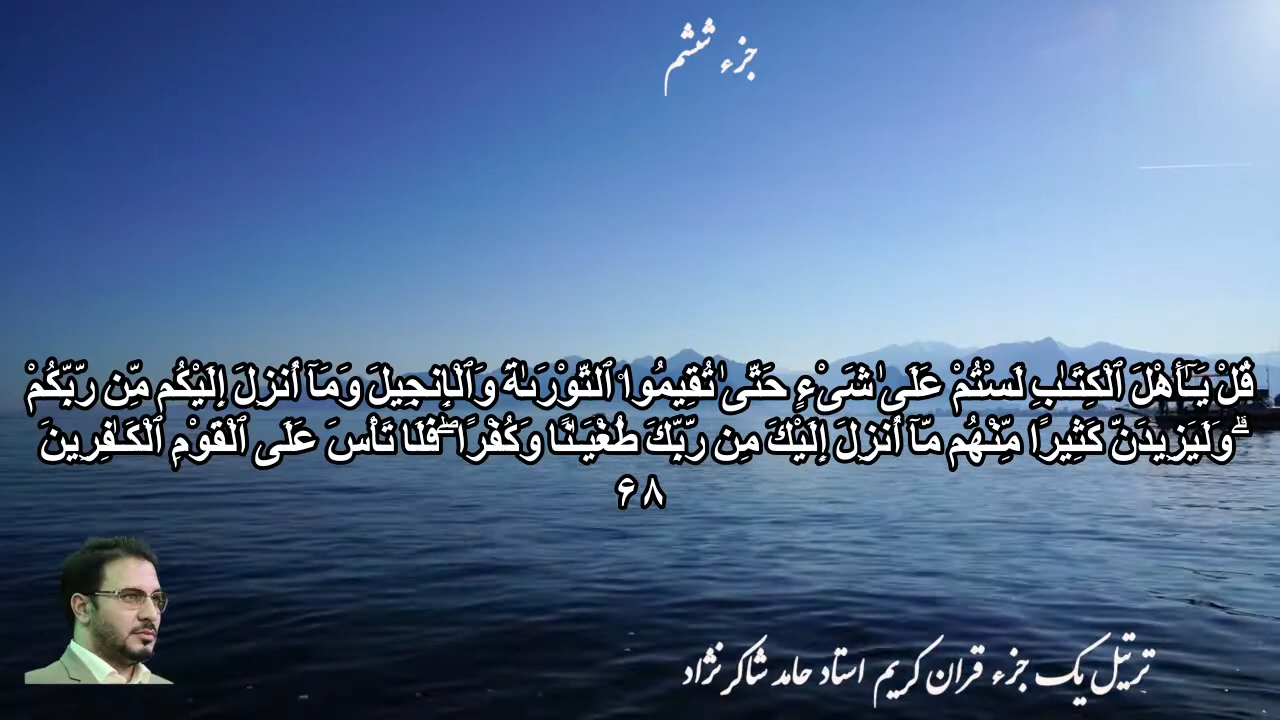 جزء ششم
قُلْ يَـٰٓأَهْلَ ٱلْكِتَـٰبِ لَسْتُمْ عَلَىٰ شَىْءٍ حَتَّىٰ تُقِيمُوا۟ ٱلتَّوْرَىٰةَ وَٱلْإِنجِيلَ وَمَآ أُنزِلَ إِلَيْكُم مِّن رَّبِّكُمْ
ۗ وَلَيَزِيدَنَّ كَثِيرًا مِّنْهُم مَّآ أُنزِلَ إِلَيْكَ مِن رَّبِّكَ طُغْيَـٰنًا وَكُفْرًا ۖ فَلَا تَأْسَ عَلَى ٱلْقَوْمِ ٱلْكَـٰفِرِينَ
۶۸
ترتیل یک جزء قران کریم استاد حامد شاکرنژاد